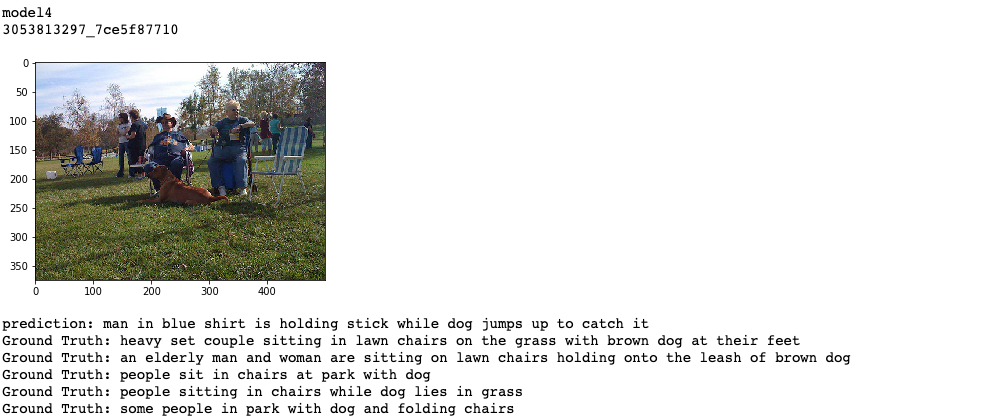 model4
3053813297_7ce5f87710
0
50
100
150
200
250
300
350
0 100 200 300 400
prediction: man in blue shirt is holding stick while dog jumps up to catch it
Ground Truth: heavy set couple sitting in lawn chairs on the grass with brown dog at their feet
Ground Truth: an elderly man and woman are sitting on lawn chairs holding onto the leash of brown dog
Ground Truth: people sit in chairs at park with dog
Ground Truth: people sitting in chairs while dog lies in grass
Ground Truth: some people in park with dog and folding chairs